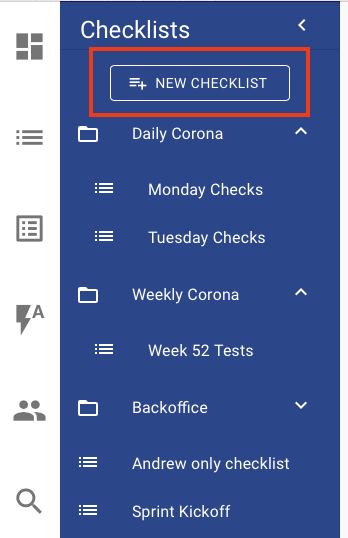 Checklists
NEW CHECKLIST
Daily Corona
Monday Checks
Tuesday Checks
Weekly Corona
Week 52 Tests
A
Backoffice
Andrew only checklist
Sprint Kickoff